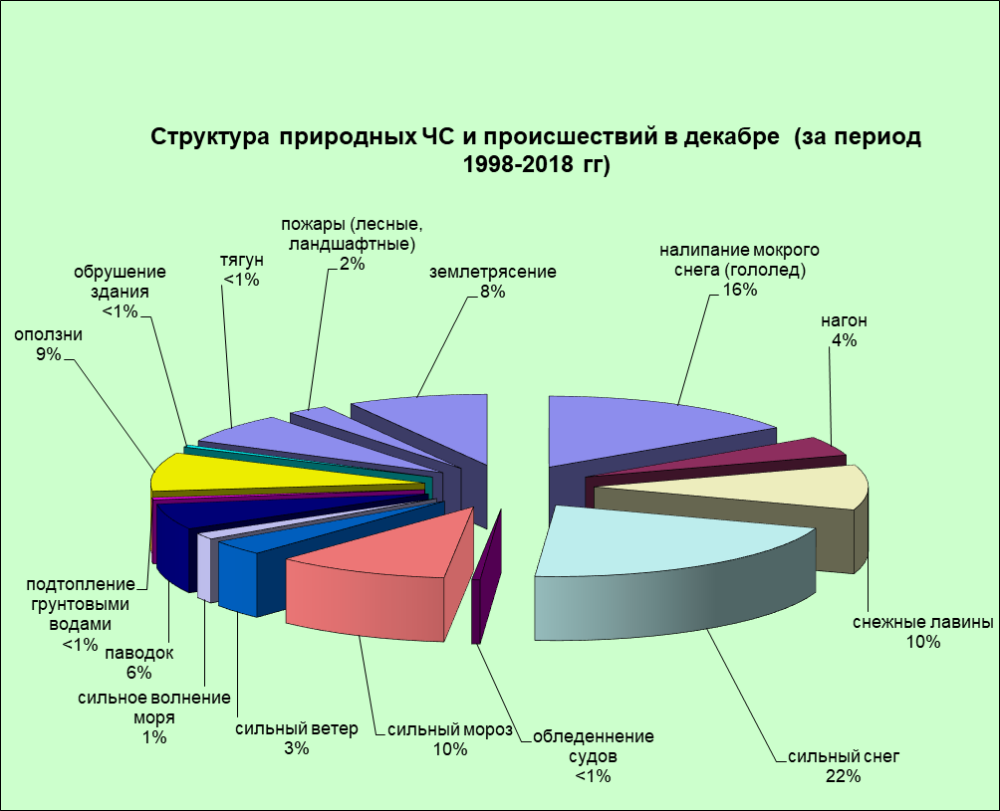 Структура природных ЧС и происшествий в декабре (за период
1998-2018 гг)
пожары (лесные,
ландшафтные)
2%
тягун
<1%
обрушение
здания
<1%
оползни
9%
землетрясение
8%
налипание мокрого
снега (гололед)
16%
нагон
4%
снежные лавины
10%
сильный снег
22%
обледеннение
судов
<1%
сильный мороз
10%
сильный ветер
3%
сильное волнение
моря
1%
паводок
6%
подтопление
грунтовыми
водами
<1%